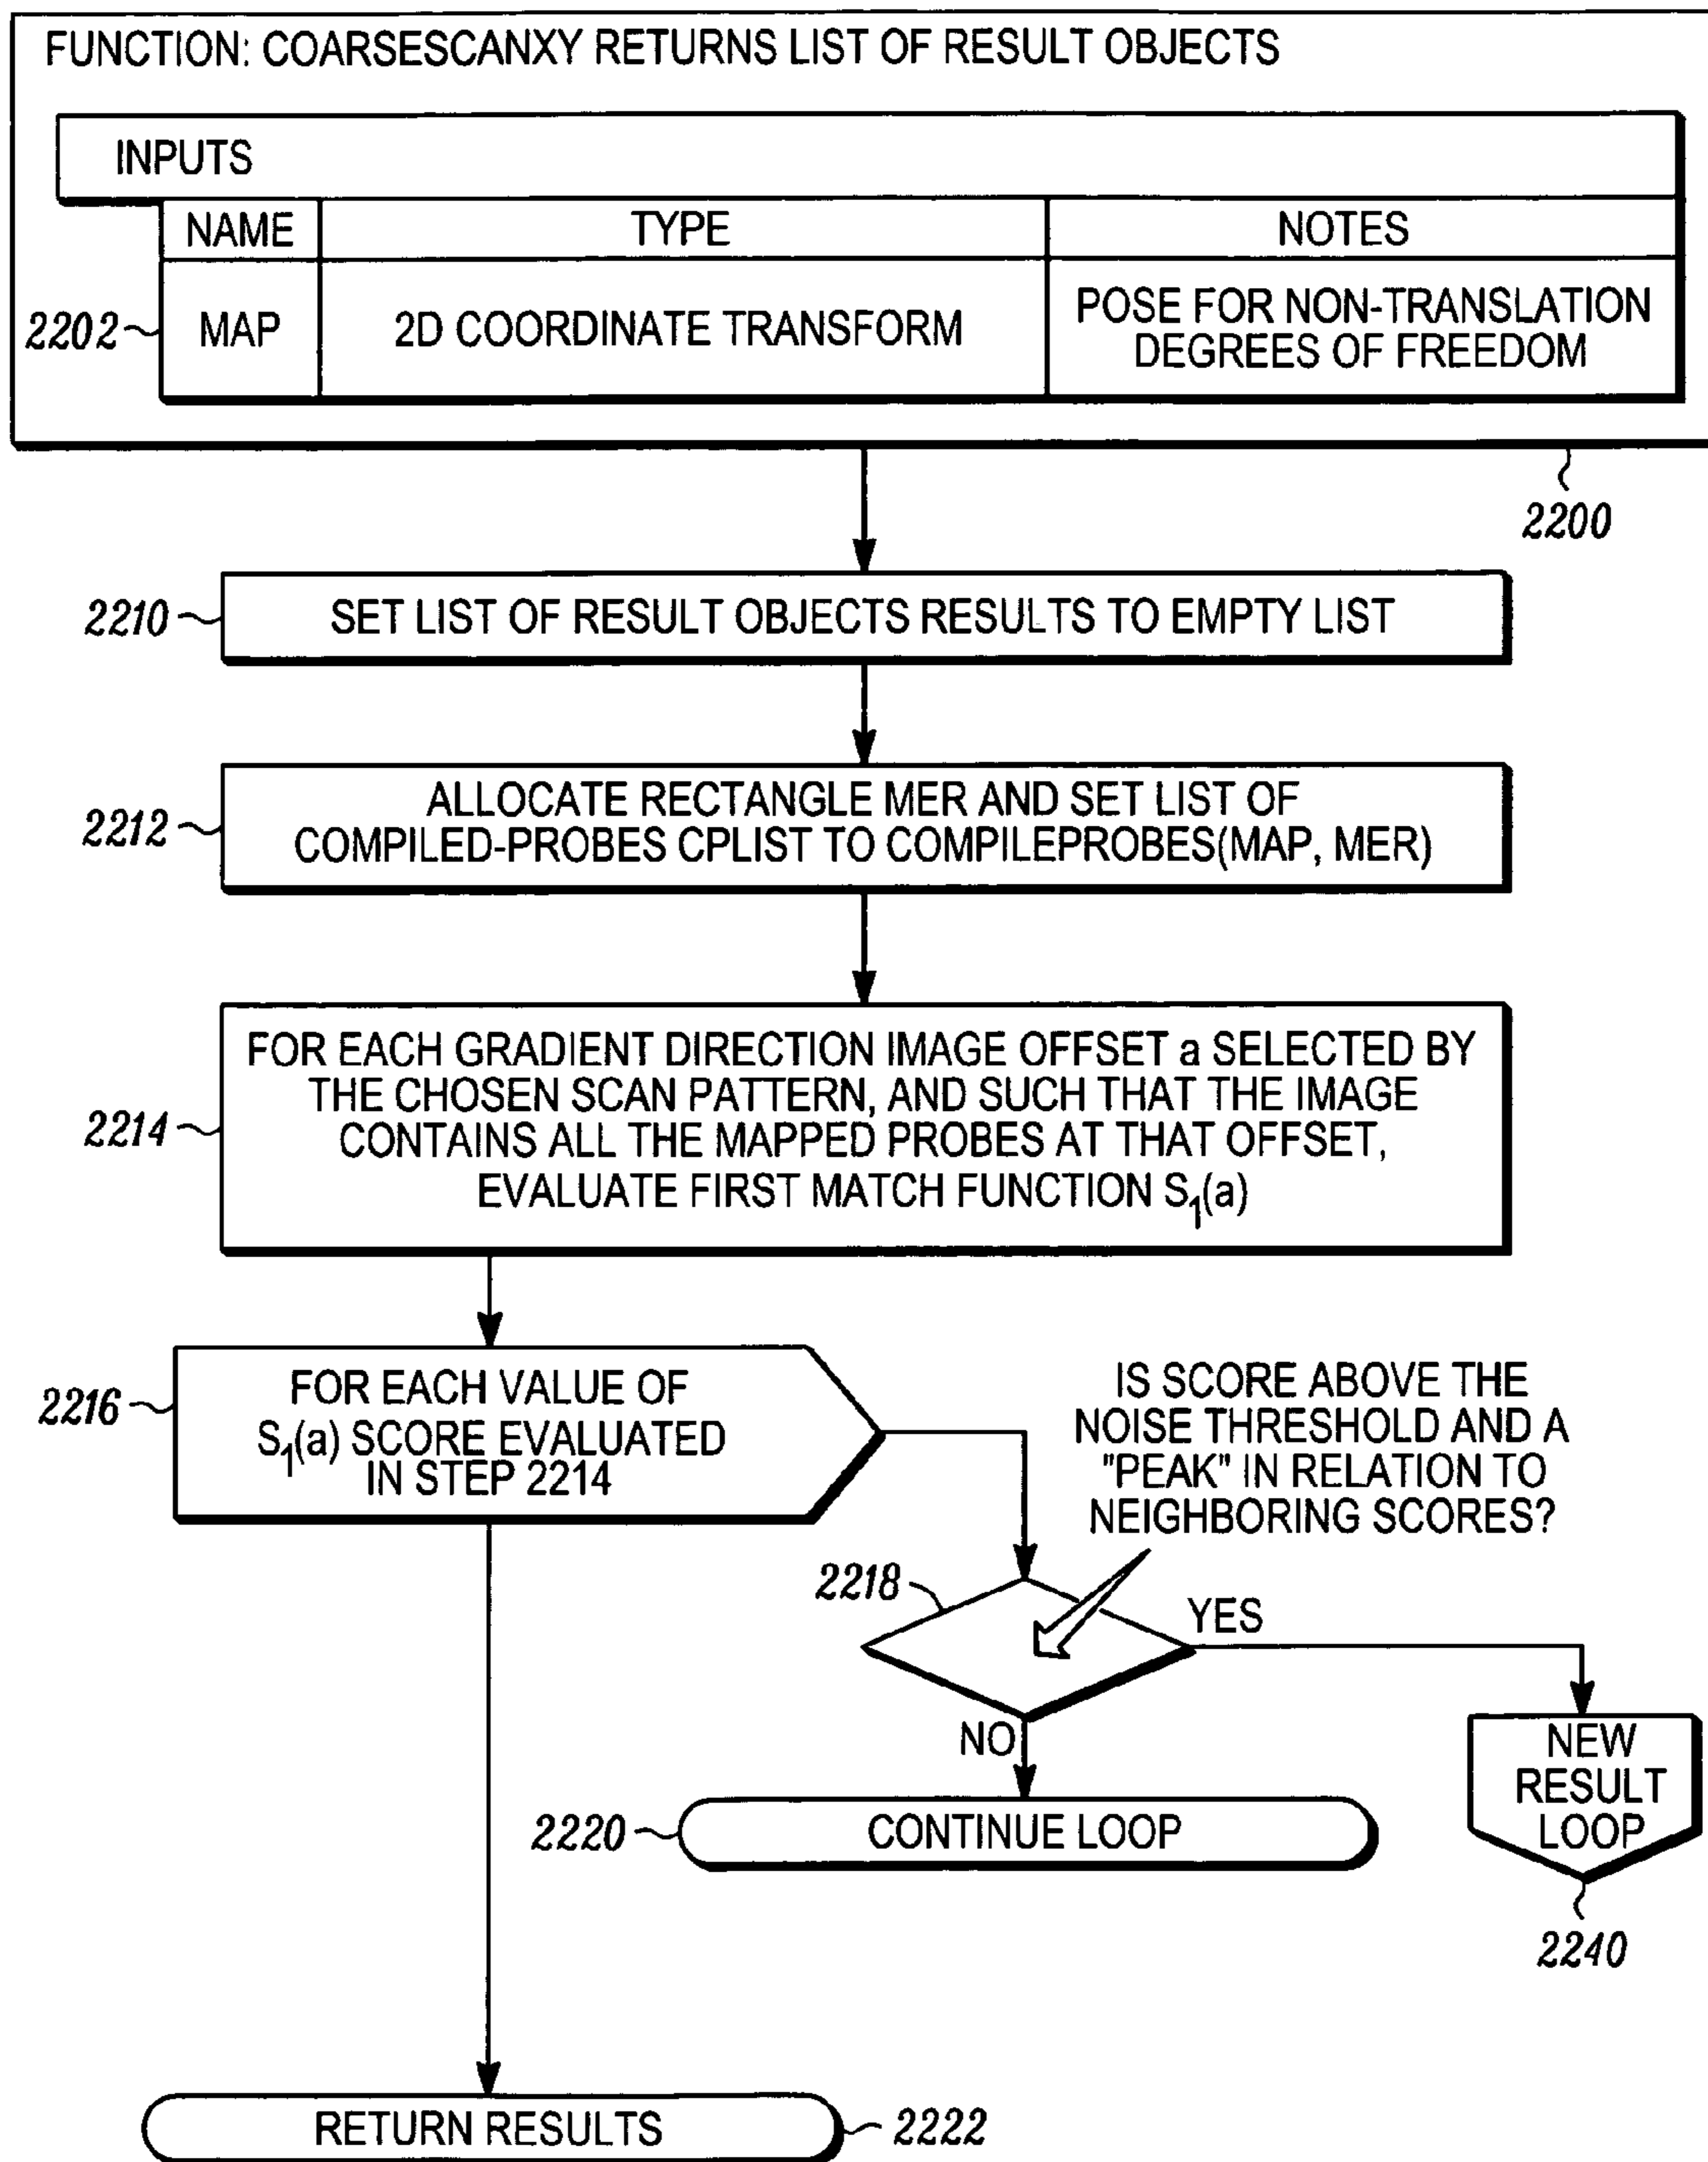 FUNCTION: COARSESCANXY RETURNS LIST OF RESULT OBJECTS
INPUTS
NAME
TYPE
NOTES
2202
MAP
2D COORDINATE TRANSFORM
POSE FOR NON-TRANSLATION
DEGREES OF FREEDOM
2200
2210
SET LIST OF RESULT OBJECTS RESULTS TO EMPTY LIST
2212
ALLOCATE RECTANGLE MER AND SET LIST OF
COMPILED-PROBES CPLIST TO COMPILEPROBES(MAP, MER)
2214
FOR EACH GRADIENT DIRECTION IMAGE OFFSET a SELECTED BY
THE CHOSEN SCAN PATTERN, AND SUCH THAT THE IMAGE
CONTAINS ALL THE MAPPED PROBES AT THAT OFFSET,
EVALUATE FIRST MATCH FUNCTION S₁(a)
2216
FOR EACH VALUE OF
S₁(a) SCORE EVALUATED
IN STEP 2214
IS SCORE ABOVE THE
NOISE THRESHOLD AND A
"PEAK" IN RELATION TO
NEIGHBORING SCORES?
2218
YES
NO
NEW
RESULT
LOOP
2220
CONTINUE LOOP
2240
RETURN RESULTS
2222